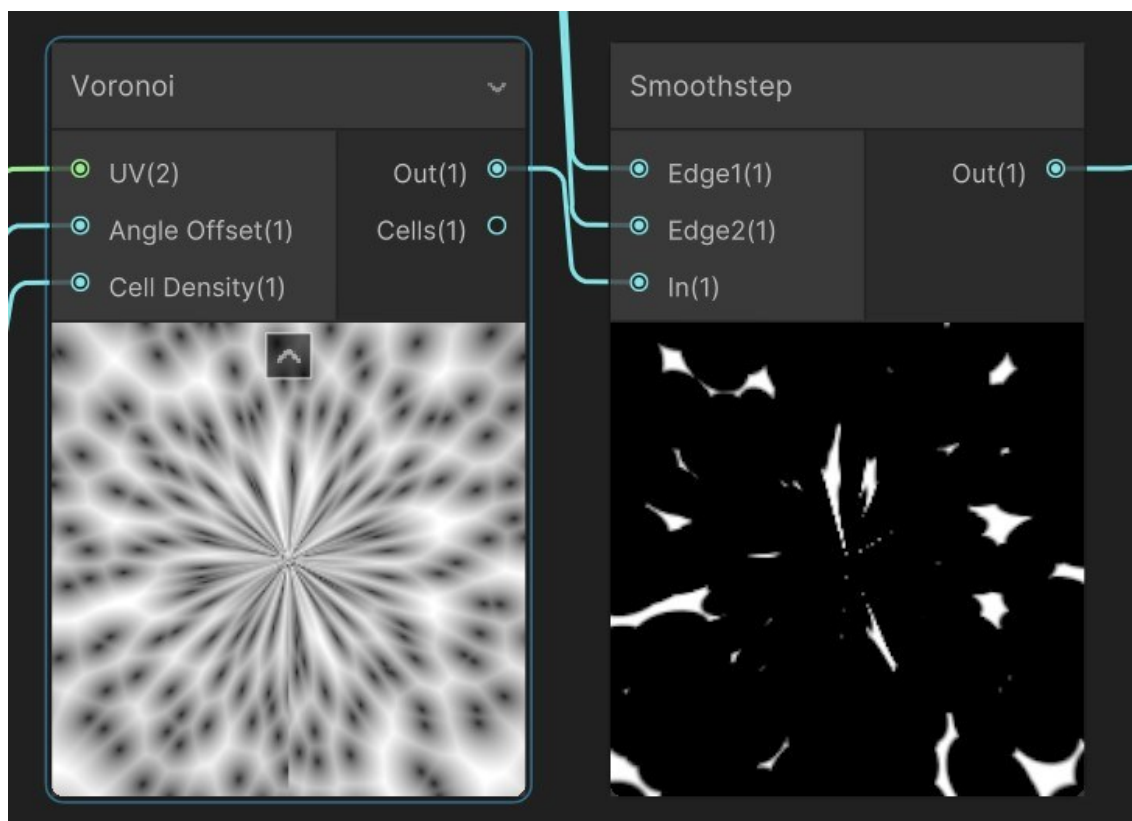 Voronoi
UV(2)
Angle Offset(1)
Cell Density(1)
Out(1)
Cells(1)
Smoothstep
Edge1(1)
Edge2(1)
In(1)
Out(1)